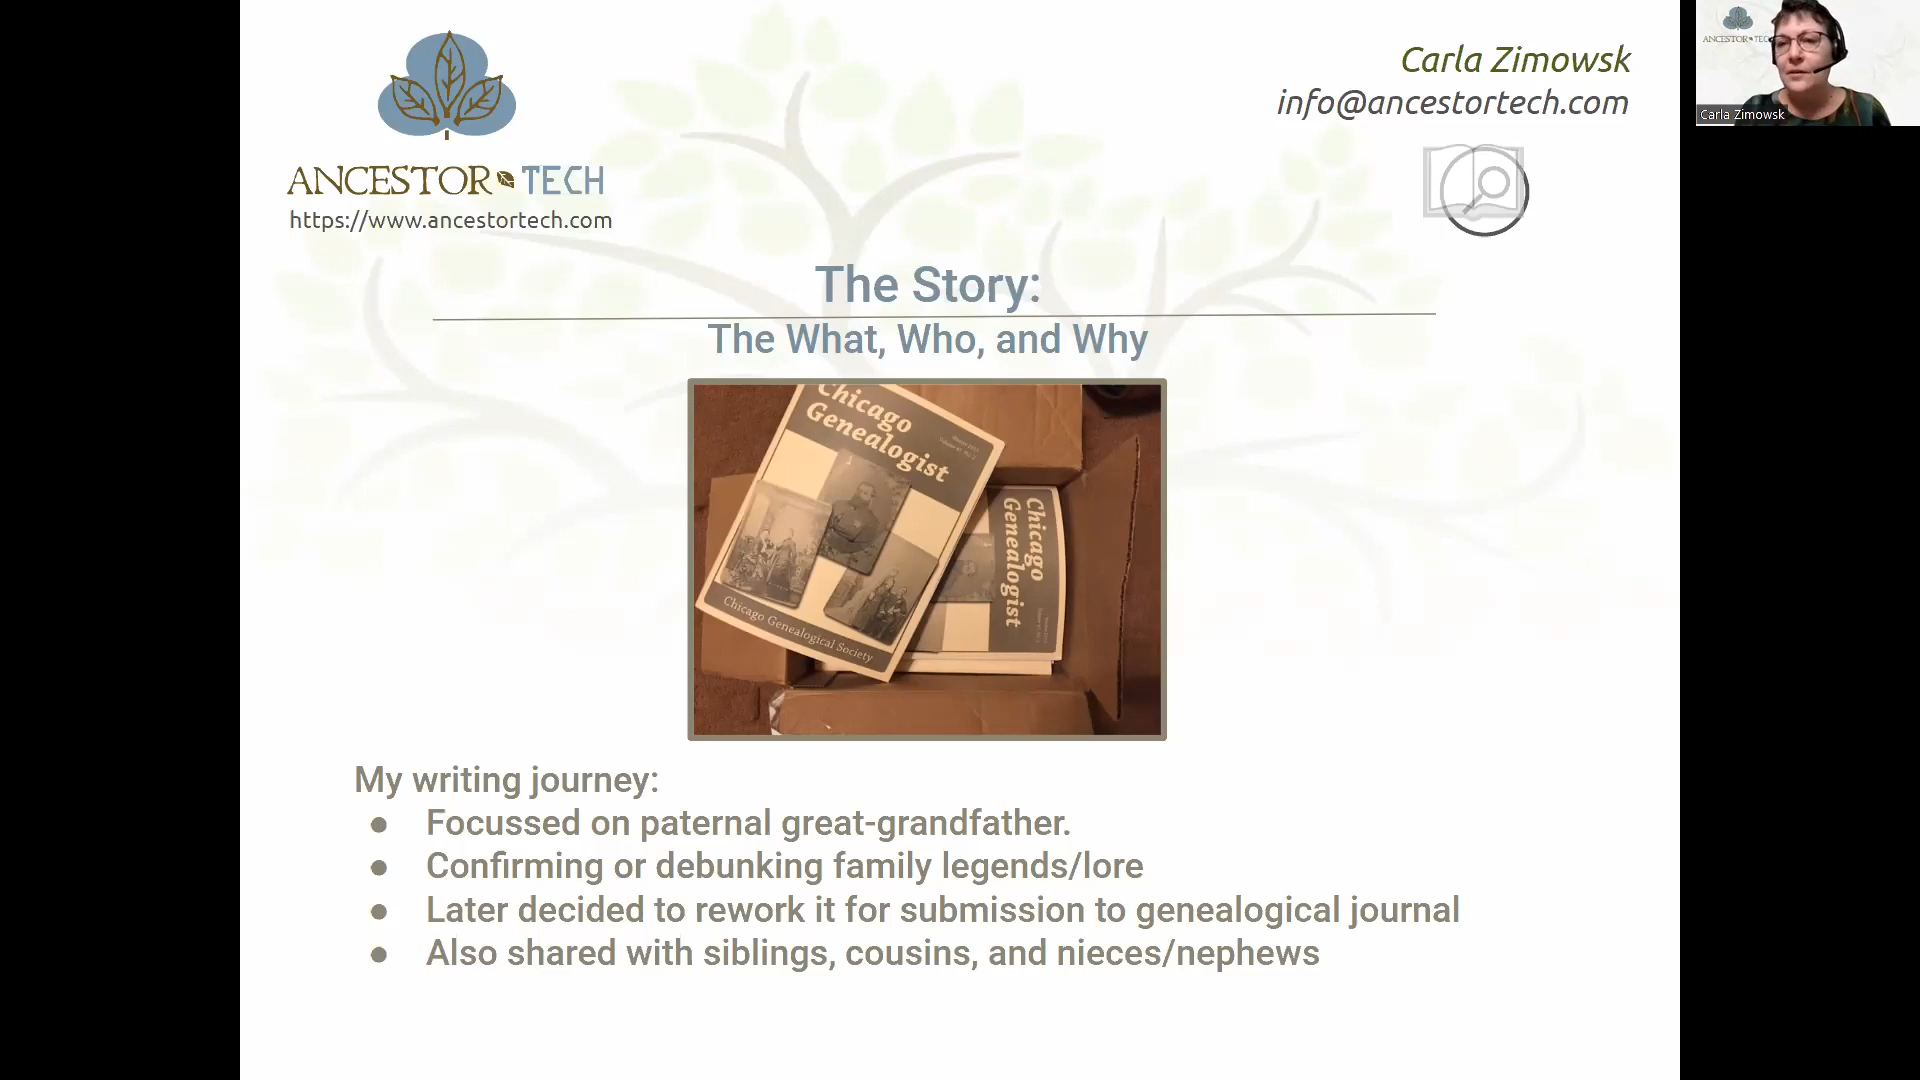 ANCESTOR TECH
https://www.ancestortech.com
Carla Zimowsk
info@ancestortech.com
ANCESTOR TEC
Carla Zimowsk
The Story:
The What, Who, and Why
Chicago
Genealogist
Chicago Genealogical Society
Chicago
Genealogist
My writing journey:
● Focussed on paternal great-grandfather.
● Confirming or debunking family legends/lore
● Later decided to rework it for submission to genealogical journal
● Also shared with siblings, cousins, and nieces/nephews